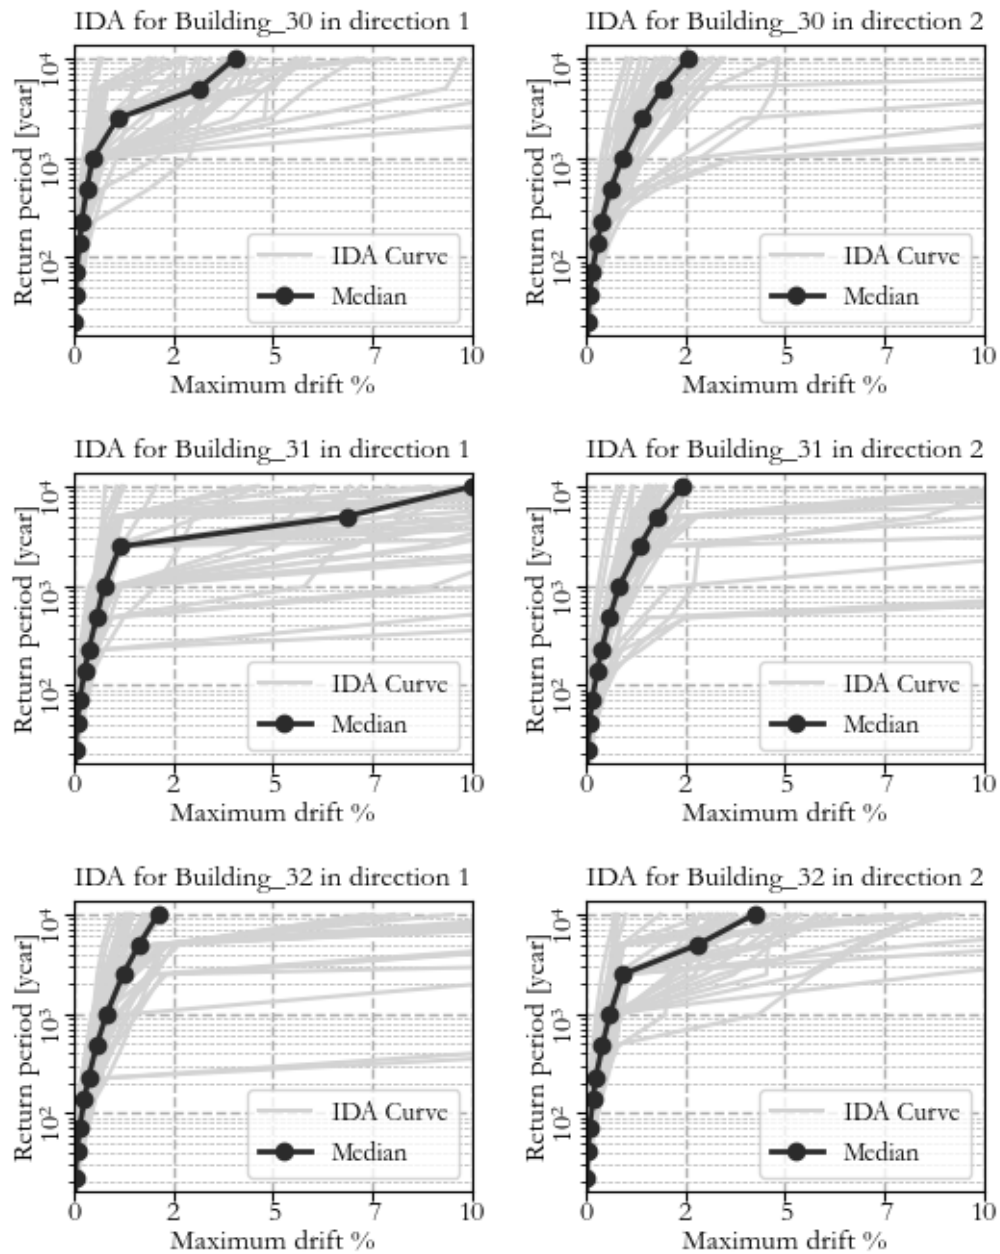 IDA for Building_30 in direction 1
IDA for Building_30 in direction 2
Return period [year]
10⁴
10³
10²
IDA Curve
Median
0 2 5 7 10
Maximum drift %
Return period [year]
10⁴
10³
10²
IDA Curve
Median
0 2 5 7 10
Maximum drift %
IDA for Building_31 in direction 1
IDA for Building_31 in direction 2
Return period [year]
10⁴
10³
10²
IDA Curve
Median
0 2 5 7 10
Maximum drift %
Return period [year]
10⁴
10³
10²
IDA Curve
Median
0 2 5 7 10
Maximum drift %
IDA for Building_32 in direction 1
IDA for Building_32 in direction 2
Return period [year]
10⁴
10³
10²
IDA Curve
Median
0 2 5 7 10
Maximum drift %
Return period [year]
10⁴
10³
10²
IDA Curve
Median
0 2 5 7 10
Maximum drift %